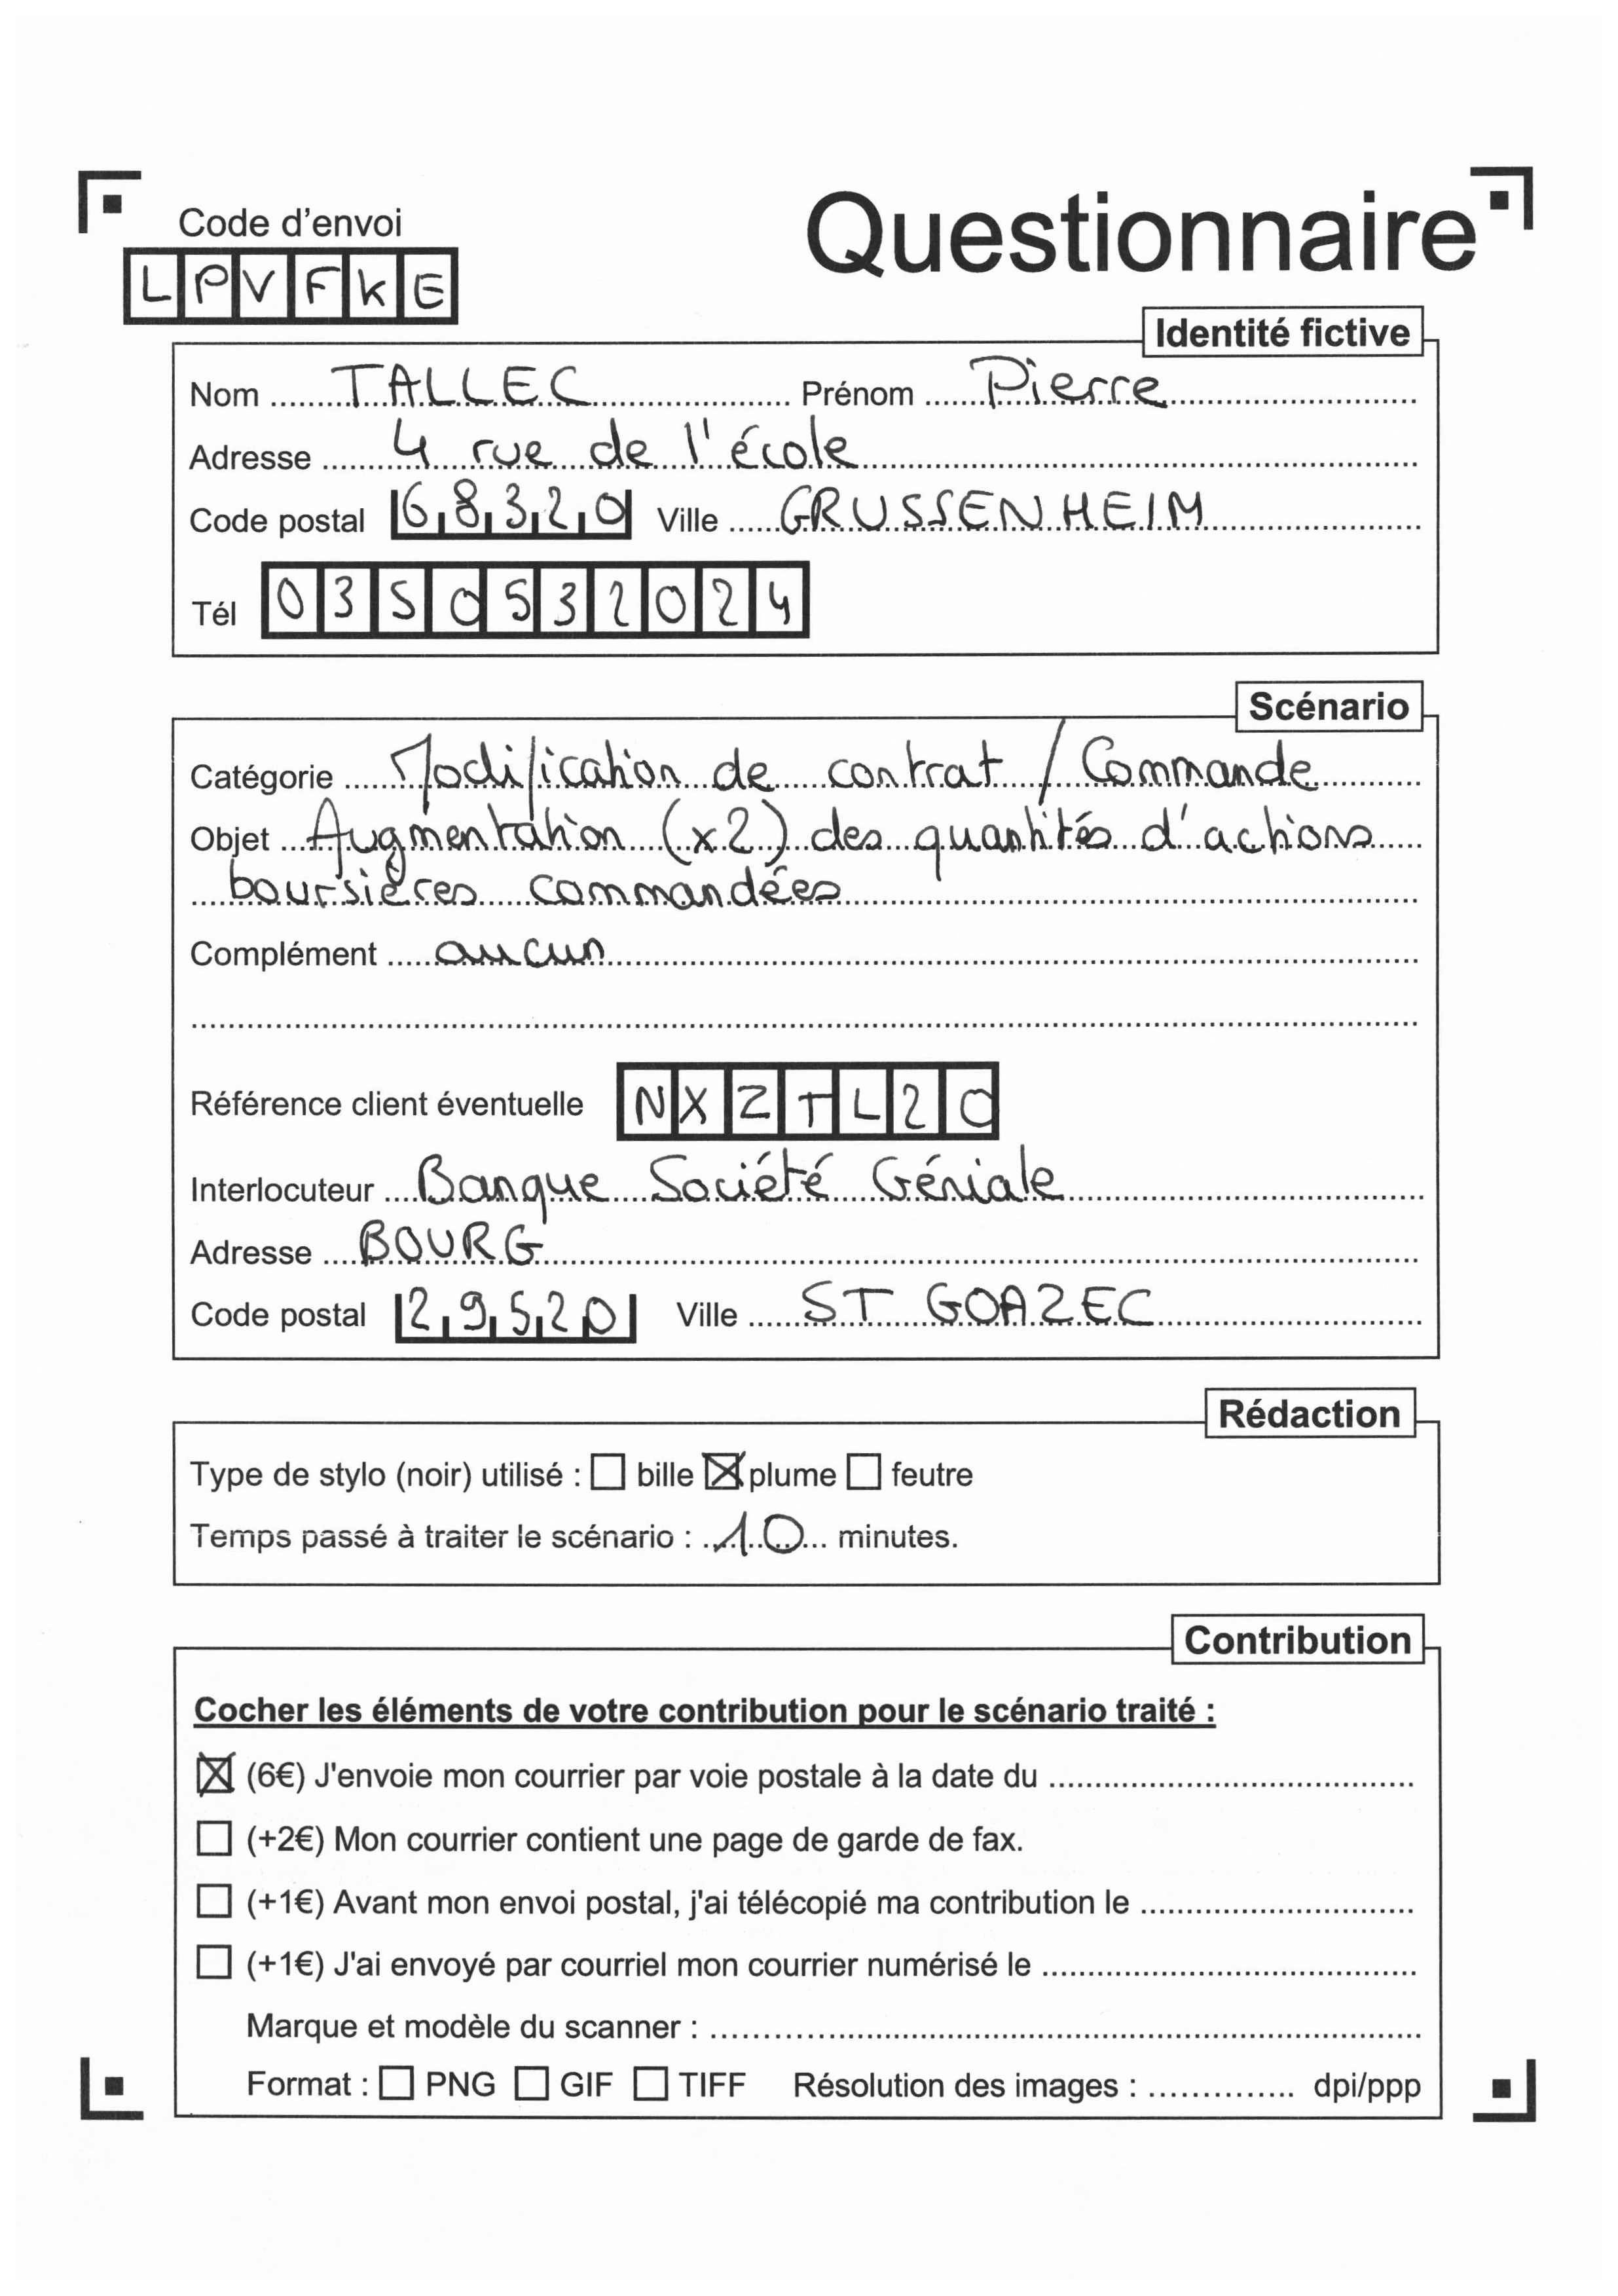 Code d'envoi
Questionnaire
LPVFKE
Identité fictive
Nom TALLEC Prénom Pierre
Adresse 4 rue de l'école
Code postal 68320 Ville GRUSSENHEIM
Tél 0350532024
Scénario
Catégorie Modification de contrat / Commande
Objet Augmentation (x2) des quantités d'actions
boursières commandées
Complément aucun
Référence client éventuelle NXZTL20
Interlocuteur Banque Société Géniale
Adresse BOURG
Code postal 29520 Ville ST GOAZEC
Rédaction
Type de stylo (noir) utilisé : ☐ bille ☒ plume ☐ feutre
Temps passé à traiter le scénario : 10 minutes.
Contribution
Cocher les éléments de votre contribution pour le scénario traité :
☒ (6€) J'envoie mon courrier par voie postale à la date du
☐ (+2€) Mon courrier contient une page de garde de fax.
☐ (+1€) Avant mon envoi postal, j'ai télécopié ma contribution le
☐ (+1€) J'ai envoyé par courriel mon courrier numérisé le
Marque et modèle du scanner :
Format : ☐ PNG ☐ GIF ☐ TIFF Résolution des images : dpi/ppp